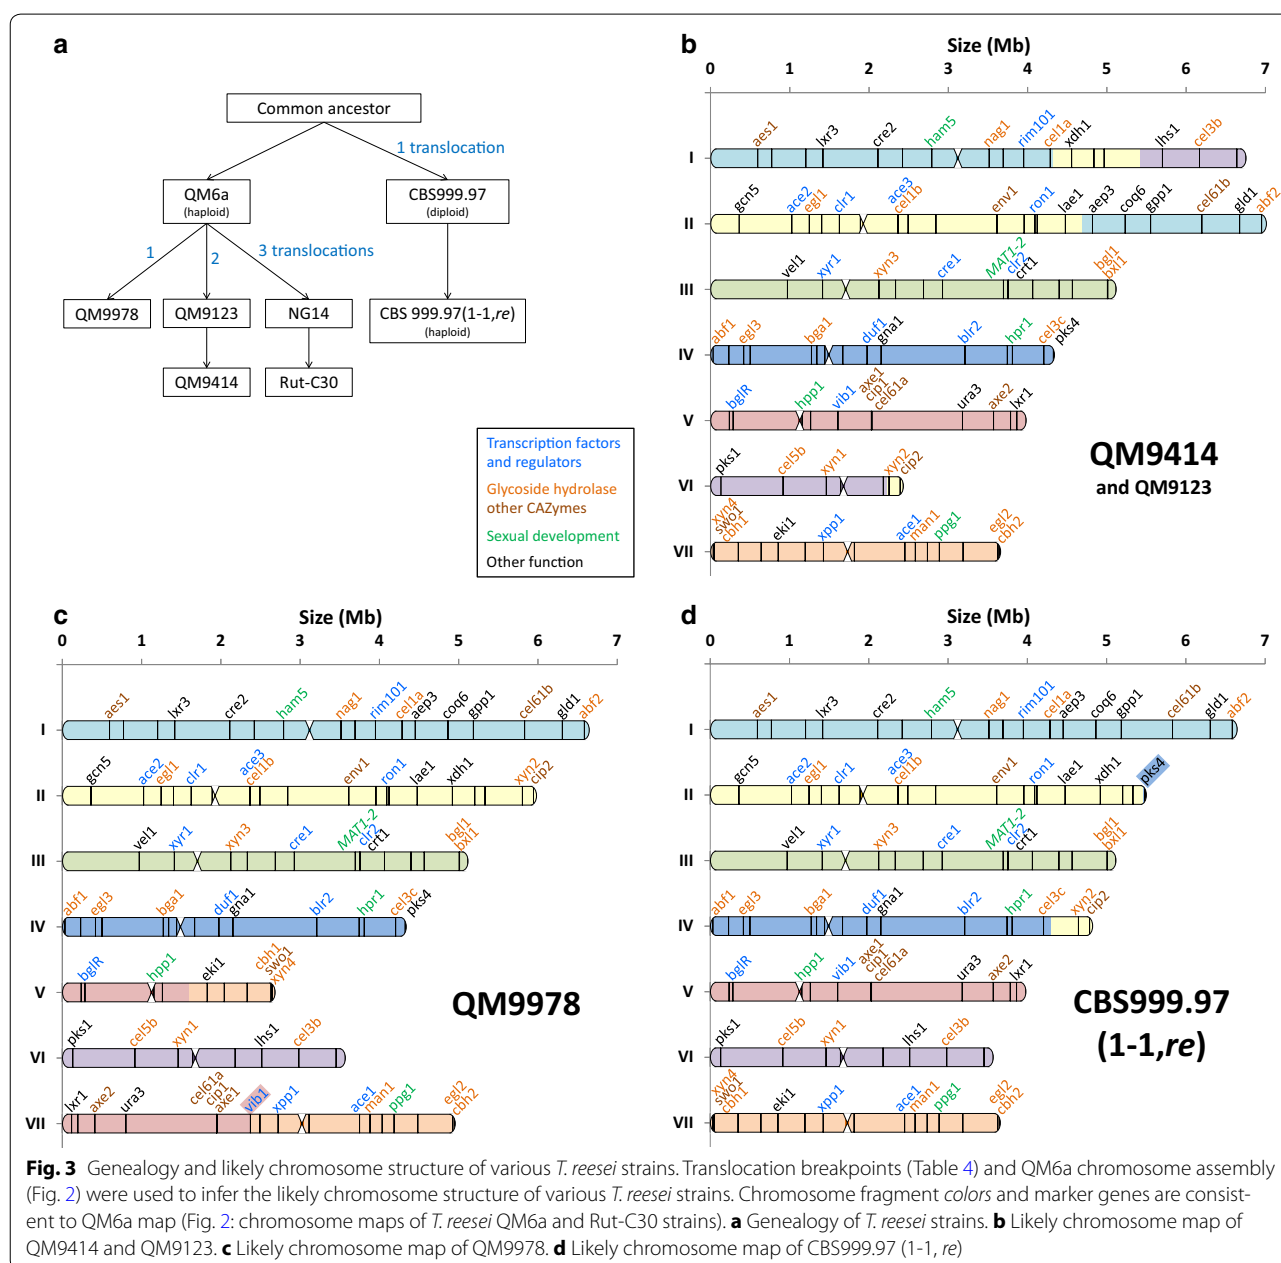 a
Common ancestor
1 translocation
QM6a
(haploid)
CBS999.97
(diploid)
1
2
3 translocations
QM9978
QM9123
NG14
CBS 999.97(1-1,re)
(haploid)
QM9414
Rut-C30
Transcription factors
and regulators
Glycoside hydrolase
other CAZymes
Sexual development
Other function
b
Size (Mb)
0 1 2 3 4 5 6 7
I
aes1 lxr3 cre2 ham5 nag1 rim101 cel1a xdh1 lhs1 cel3b
II
gcn5 ace2 egl1 clr1 ace3 cel1b env1 ron1 lae1 aep3 coq6 gpp1 cel61b gld1 abf2
III
vel1 xyr1 xyn3 cre1 MAT1-2 clr2 crt1 bgl1 bxl1
IV
abf1 egl3 bga1 duf1 gna1 blr2 hpr1 cel3c pks4
V
bglR hpp1 vib1 axe1 cip1 cel61a ura3 axe2 lxr1
VI
pks1 cel5b xyn1 xyn2 cip2
VII
xyn4 swo1 cbh1 eki1 xpp1 ace1 man1 ppg1 egl2 cbh2
QM9414
and QM9123
c
Size (Mb)
0 1 2 3 4 5 6 7
I
aes1 lxr3 cre2 ham5 nag1 rim101 cel1a aep3 coq6 gpp1 cel61b gld1 abf2
II
gcn5 ace2 egl1 clr1 ace3 cel1b env1 ron1 lae1 xdh1 xyn2 cip2
III
vel1 xyr1 xyn3 cre1 MAT1-2 clr2 crt1 bgl1 bxl1
IV
abf1 egl3 bga1 duf1 gna1 blr2 hpr1 cel3c pks4
V
bglR hpp1 eki1 cbh1 swo1 xyn4
VI
pks1 cel5b xyn1 lhs1 cel3b
VII
lxr1 axe2 ura3 cel61a cip1 axe1 vib1 xpp1 ace1 man1 ppg1 egl2 cbh2
QM9978
d
Size (Mb)
0 1 2 3 4 5 6 7
I
aes1 lxr3 cre2 ham5 nag1 rim101 cel1a aep3 coq6 gpp1 cel61b gld1 abf2
II
gcn5 ace2 egl1 clr1 ace3 cel1b env1 ron1 lae1 xdh1 pks4
III
vel1 xyr1 xyn3 cre1 MAT1-2 clr2 crt1 bgl1 bxl1
IV
abf1 egl3 bga1 duf1 gna1 blr2 hpr1 cel3c xyn2 cip2
V
bglR hpp1 vib1 axe1 cip1 cel61a ura3 axe2 lxr1
VI
pks1 cel5b xyn1 lhs1 cel3b
VII
xyn4 swo1 cbh1 eki1 xpp1 ace1 man1 ppg1 egl2 cbh2
CBS999.97
(1-1,re)
Fig. 3 Genealogy and likely chromosome structure of various T. reesei strains. Translocation breakpoints (Table 4) and QM6a chromosome assembly
(Fig. 2) were used to infer the likely chromosome structure of various T. reesei strains. Chromosome fragment colors and marker genes are consist-
ent to QM6a map (Fig. 2: chromosome maps of T. reesei QM6a and Rut-C30 strains). a Genealogy of T. reesei strains. b Likely chromosome map of
QM9414 and QM9123. c Likely chromosome map of QM9978. d Likely chromosome map of CBS999.97 (1-1, re)